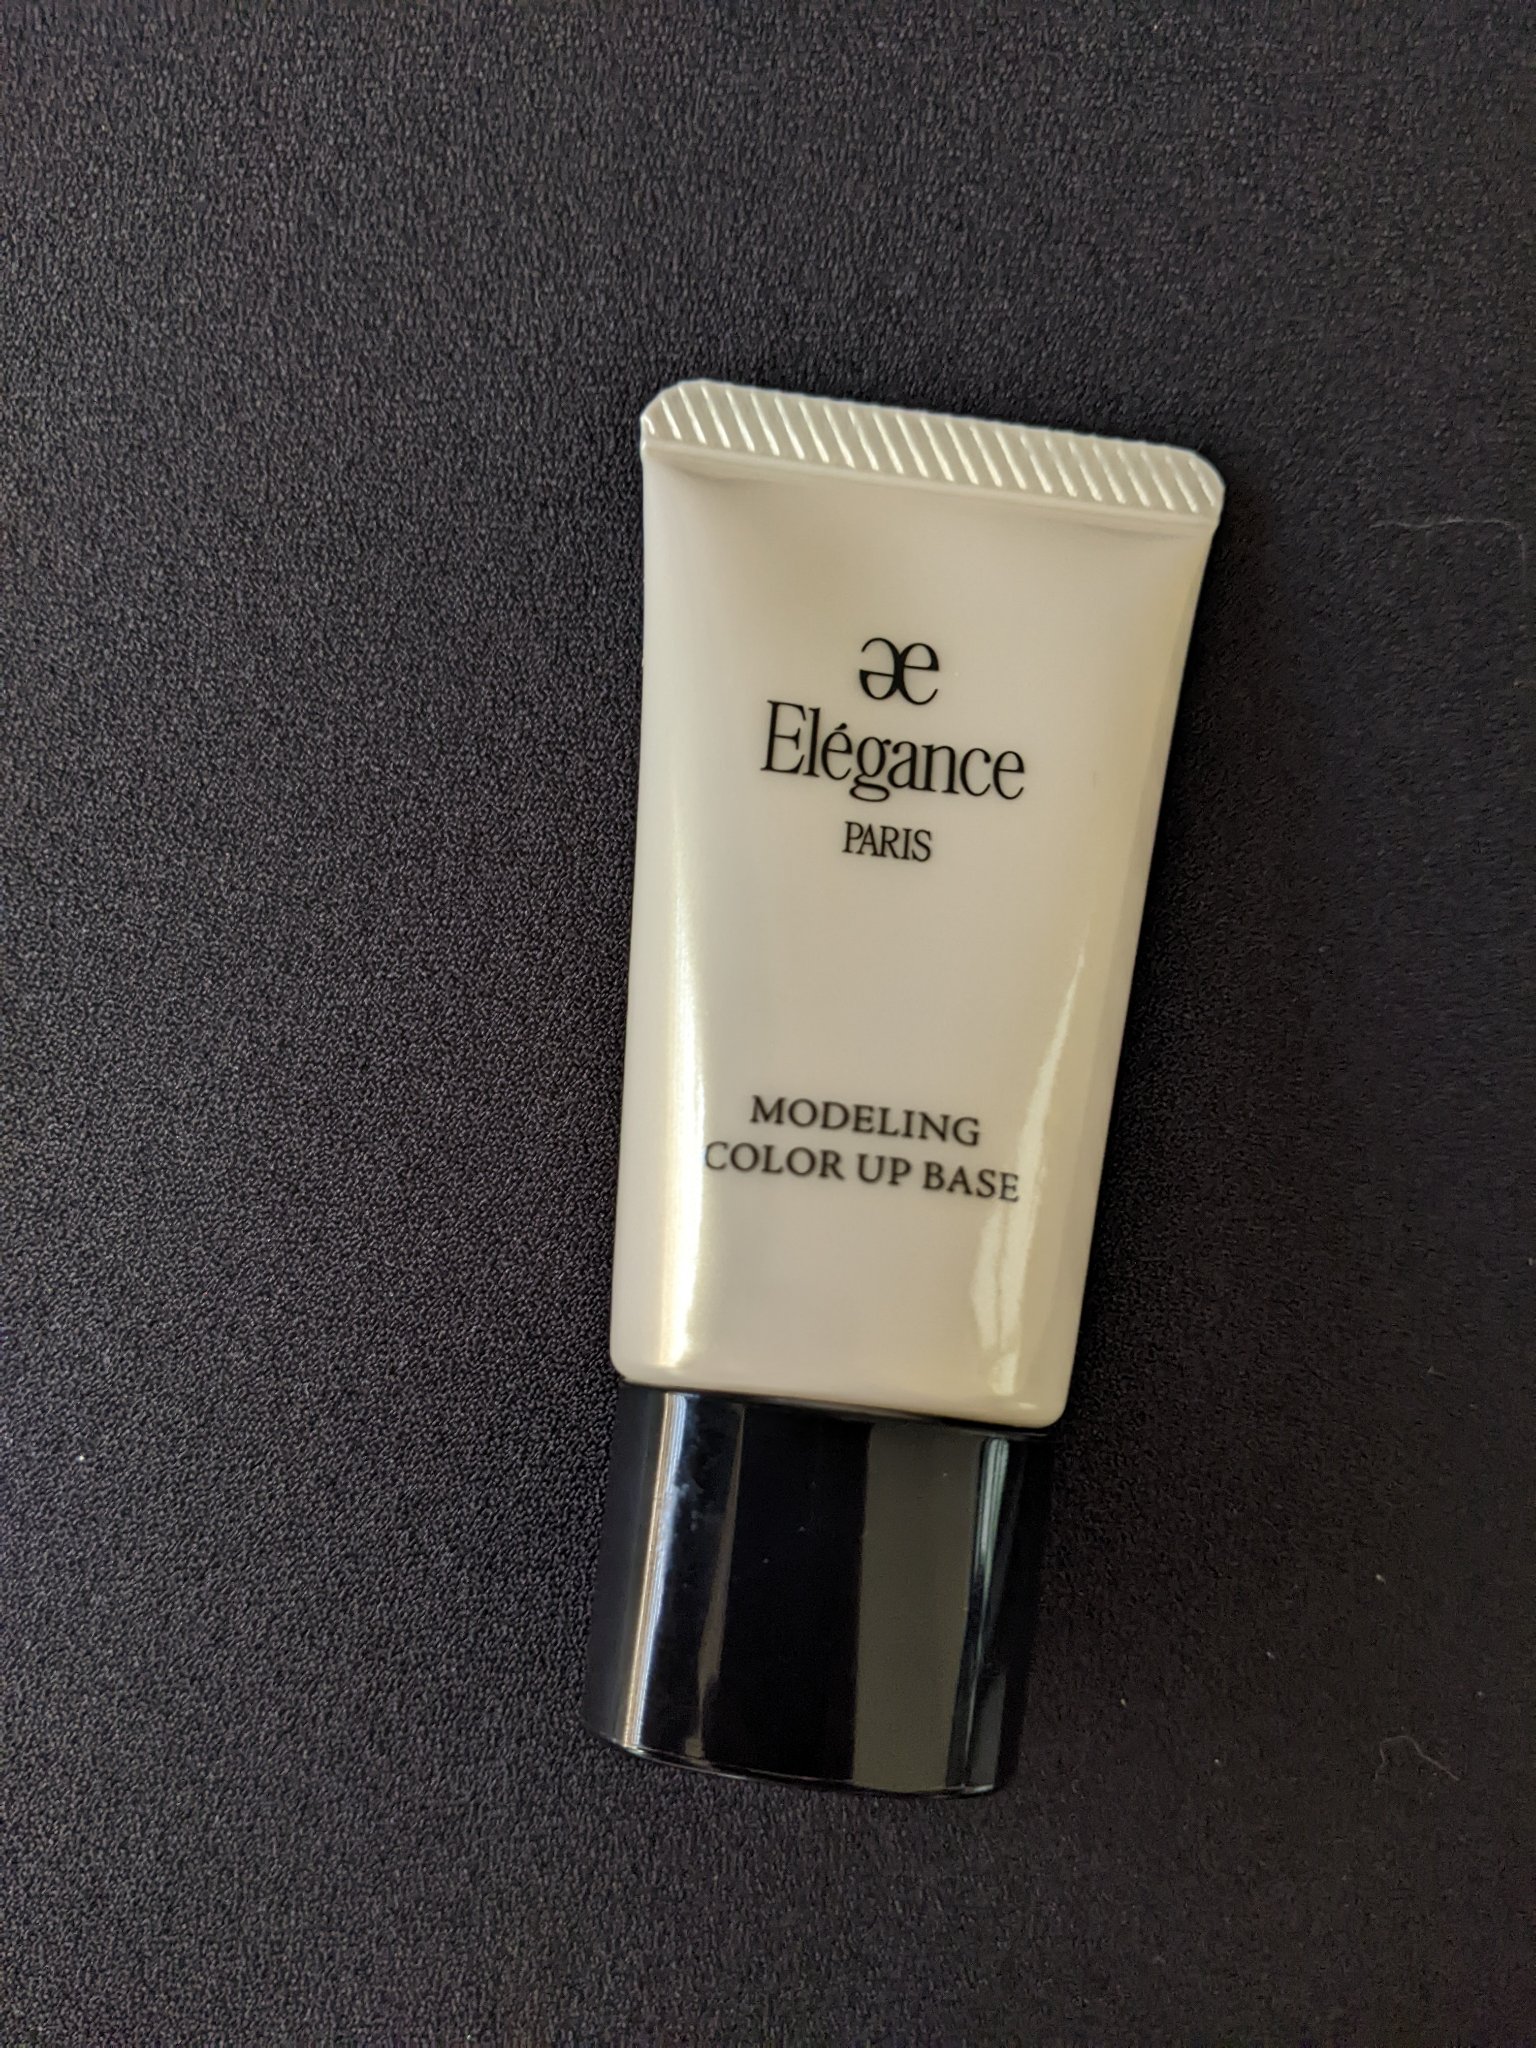 Elégance
PARIS
MODELING
COLOR UP BASE